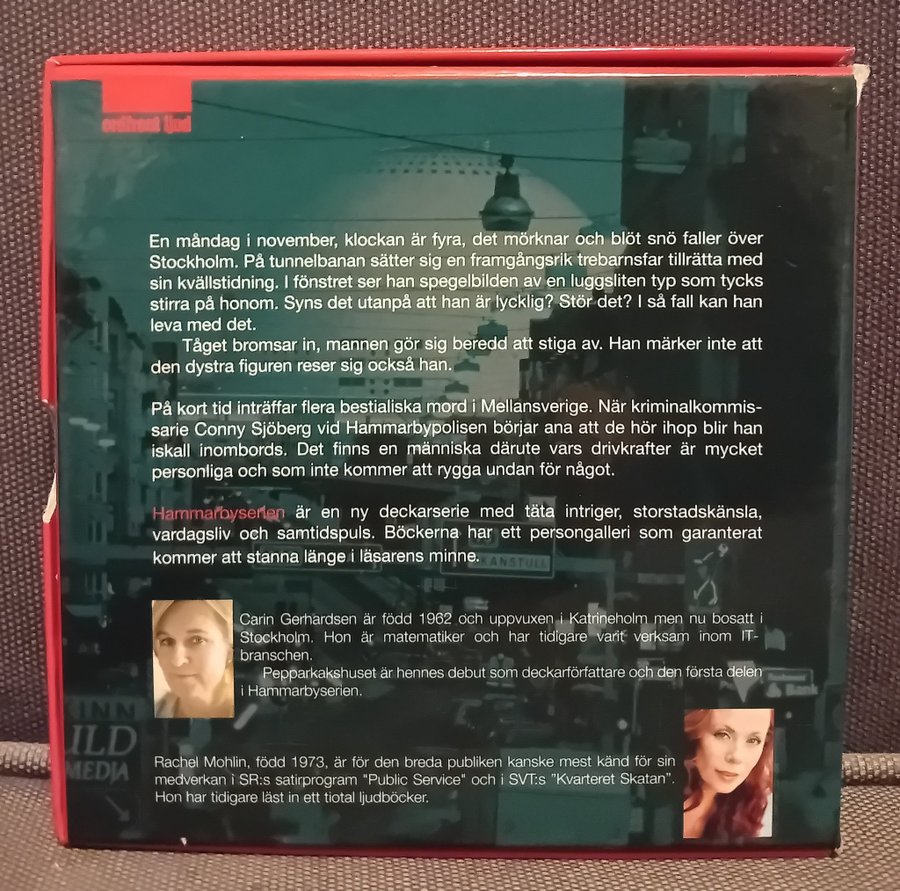 ordfront ljud
En måndag i november, klockan är fyra, det mörknar och blöt snö faller över
Stockholm. På tunnelbanan sätter sig en framgångsrik trebarnsfar tillrätta med
sin kvällstidning. I fönstret ser han spegelbilden av en luggsliten typ som tycks
stirra på honom. Syns det utanpå att han är lycklig? Stör det? I så fall kan han
leva med det.
Tåget bromsar in, mannen gör sig beredd att stiga av. Han märker inte att
den dystra figuren reser sig också han.
På kort tid inträffar flera bestialiska mord i Mellansverige. När kriminalkommis-
sarie Conny Sjöberg vid Hammarbypolisen börjar ana att de hör ihop blir han
iskall inombords. Det finns en människa därute vars drivkrafter är mycket
personliga och som inte kommer att rygga undan för något.
Hammarbyserien är en ny deckarserie med täta intriger, storstadskänsla,
vardagsliv och samtidspuls. Böckerna har ett persongalleri som garanterat
kommer att stanna länge i läsarens minne.
KANSTULL
Carin Gerhardsen är född 1962 och uppvuxen i Katrineholm men nu bosatt i
Stockholm. Hon är matematiker och har tidigare varit verksam inom IT-
branschen.
Pepparkakshuset är hennes debut som deckarförfattare och den första delen
i Hammarbyserien.
Bank
INN
ILD
MEDJA
Rachel Mohlin, född 1973, är för den breda publiken kanske mest känd för sin
medverkan i SR:s satirprogram "Public Service" och i SVT:s "Kvarteret Skatan".
Hon har tidigare läst in ett tiotal ljudböcker.